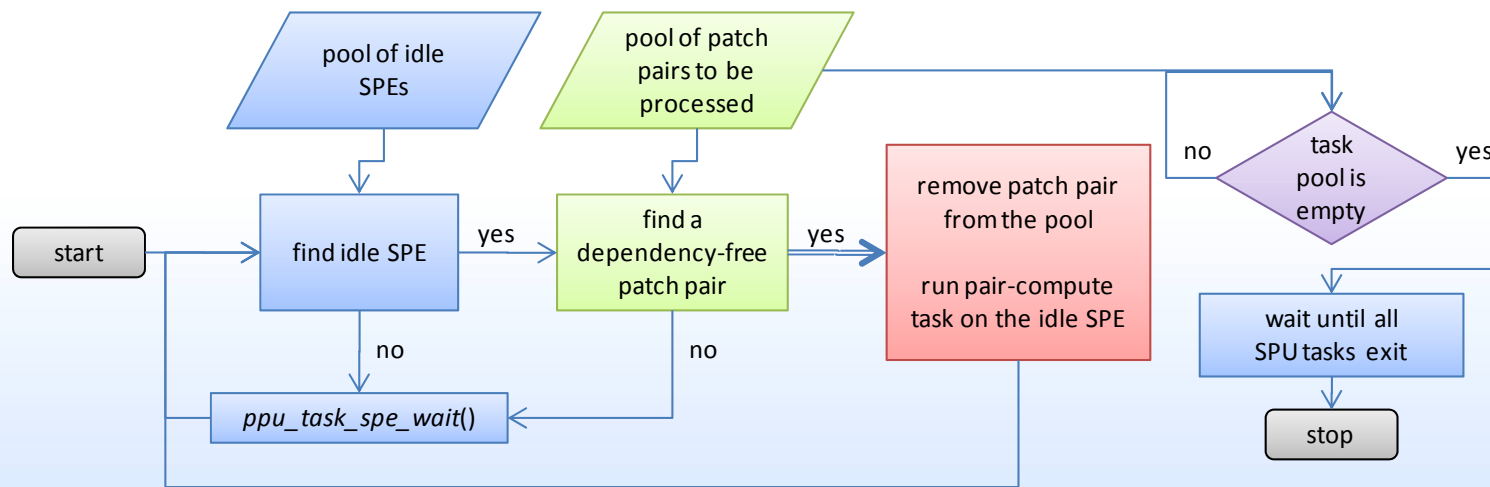 pool of idle
SPEs
pool of patch
pairs to be
processed
start
find idle SPE
yes
find a
dependency-free
patch pair
yes
remove patch pair
from the pool
run pair-compute
task on the idle SPE
no
task
pool is
empty
yes
no
no
ppu_task_spe_wait()
wait until all
SPU tasks exit
stop